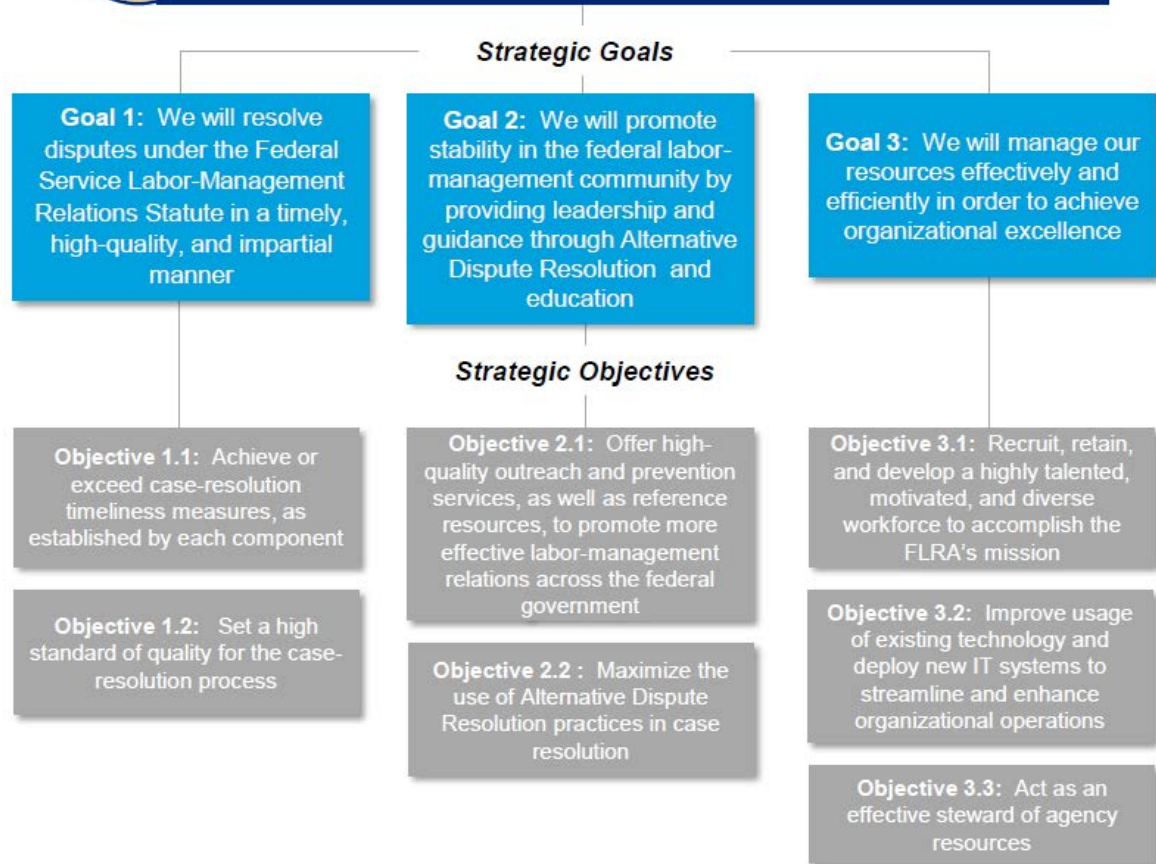 Strategic Goals
Goal 1:  We will resolve
disputes under the Federal
Service Labor-Management
Relations Statute in a timely,
high-quality, and impartial
manner
Goal 2:  We will promote
stability in the federal labor-
management community by
providing leadership and
guidance through Alternative
Dispute Resolution  and
education
Goal 3:  We will manage our
resources effectively and
efficiently in order to achieve
organizational excellence
Strategic Objectives
Objective 1.1:  Achieve or
exceed case-resolution
timeliness measures, as
established by each component
Objective 1.2:   Set a high
standard of quality for the case-
resolution process
Objective 2.1:  Offer high-
quality outreach and prevention
services, as well as reference
resources, to promote more
effective labor-management
relations across the federal
government
Objective 2.2 :  Maximize the
use of Alternative Dispute
Resolution practices in case
resolution
Objective 3.1:  Recruit, retain,
and develop a highly talented,
motivated, and diverse
workforce to accomplish the
FLRA's mission
Objective 3.2:  Improve usage
of existing technology and
deploy new IT systems to
streamline and enhance
organizational operations
Objective 3.3:  Act as an
effective steward of agency
resources